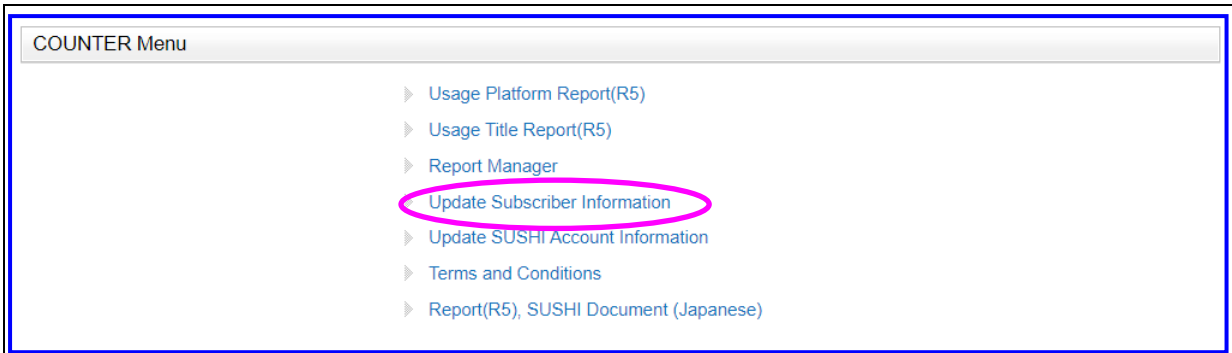 COUNTER Menu
Usage Platform Report(R5)
Usage Title Report(R5)
Report Manager
Update Subscriber Information
Update SUSHI Account Information
Terms and Conditions
Report(R5), SUSHI Document (Japanese)